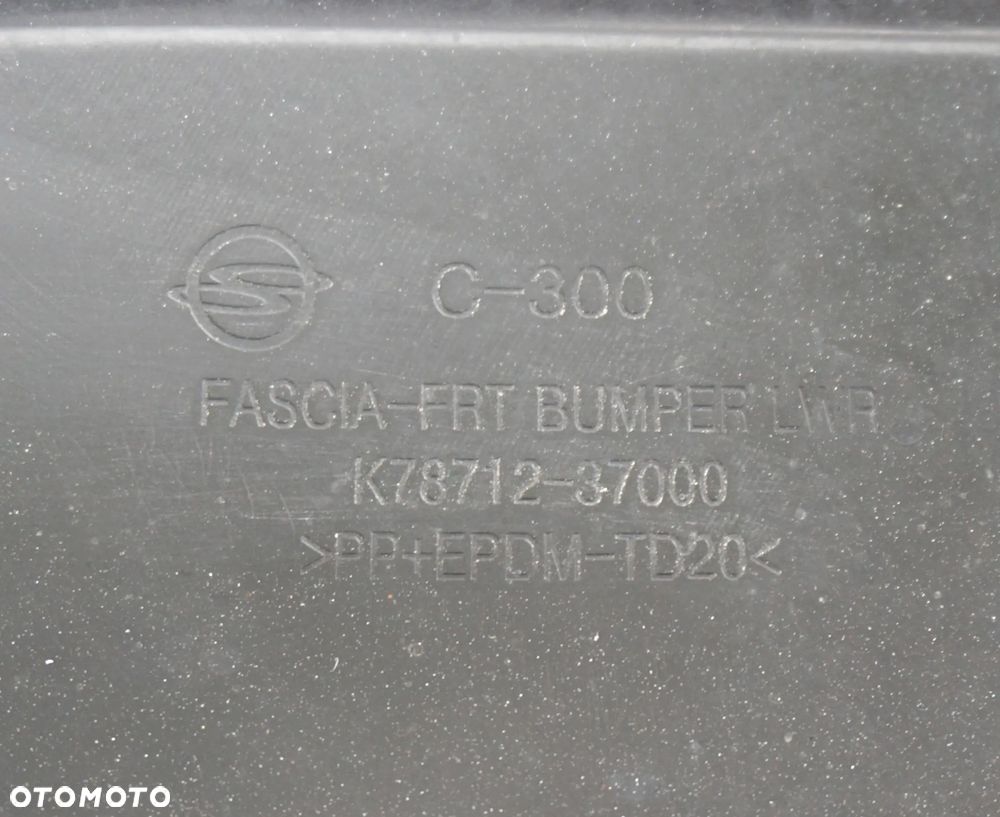 C-300
FASCIA-FRT BUMPER LWR
K78712-37000
>PP+EPDM-TD20<
OTOMOTO